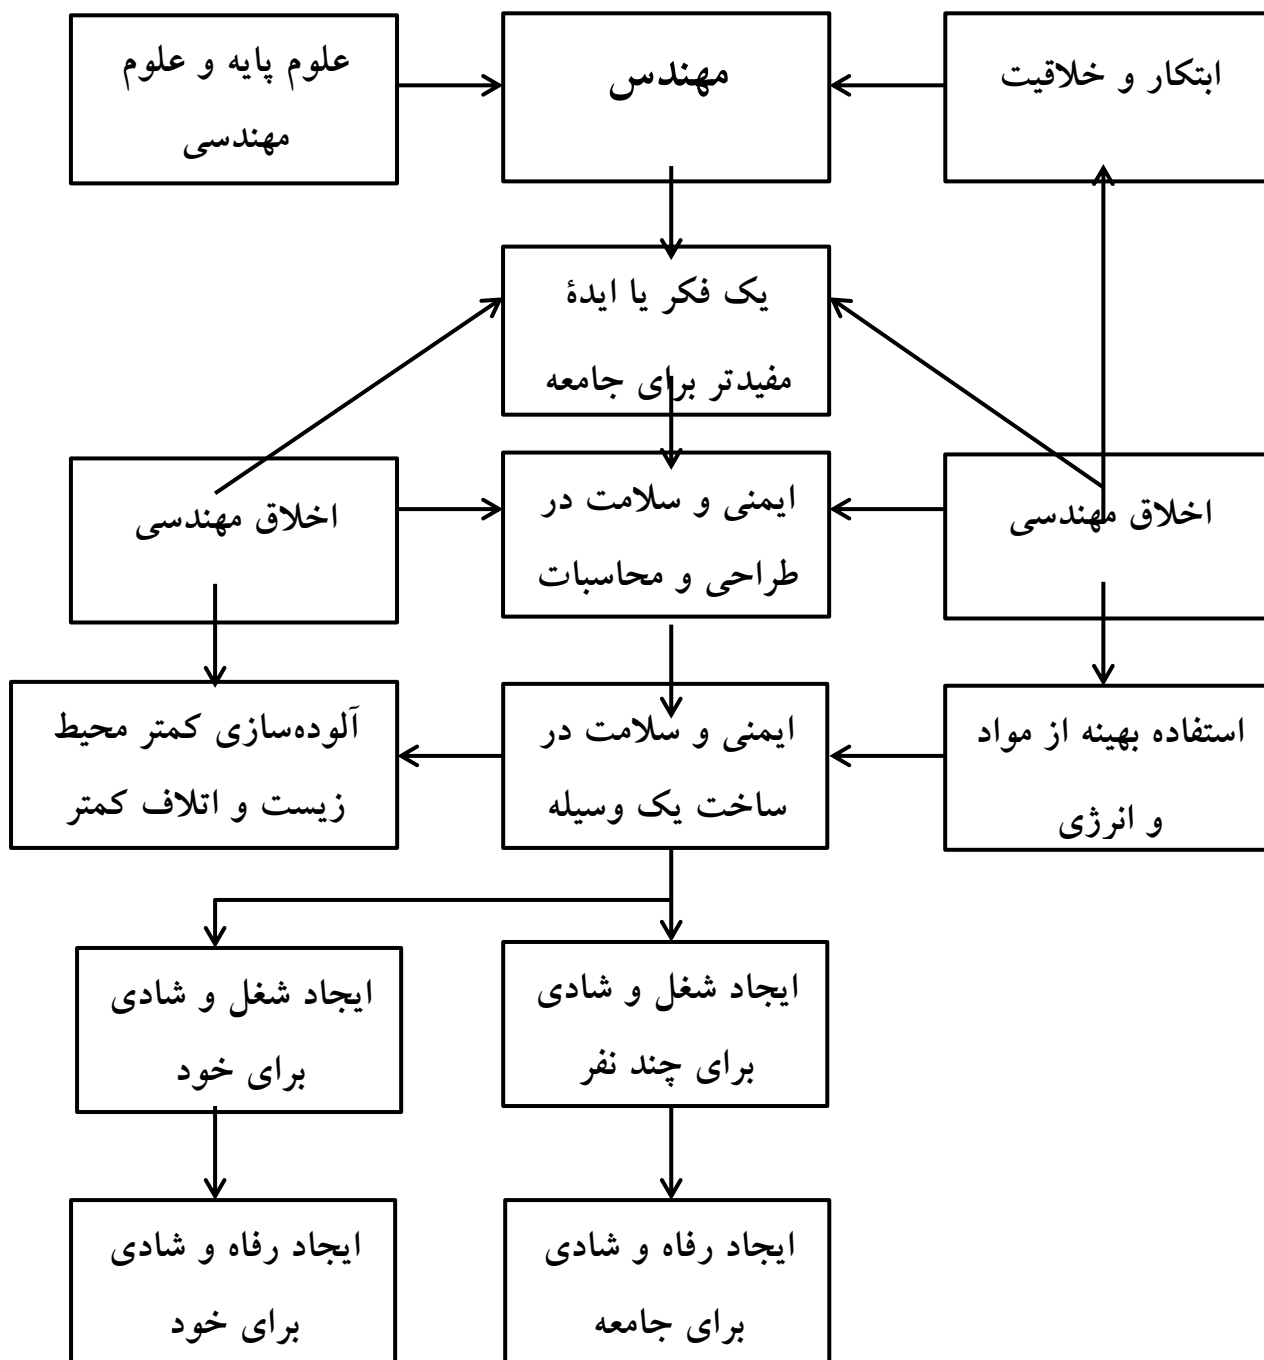 ابتکار و خلاقیت
مهندس
علوم پایه و علوم
مهندسی
یک فکر یا ایدۀ
مفیدتر برای جامعه
اخلاق مهندسی
ایمنی و سلامت در
طراحی و محاسبات
اخلاق مهندسی
استفاده بهینه از مواد
و انرژی
ایمنی و سلامت در
ساخت یک وسیله
آلوده‌سازی کمتر محیط
زیست و اتلاف کمتر
ایجاد شغل و شادی
برای چند نفر
ایجاد شغل و شادی
برای خود
ایجاد رفاه و شادی
برای جامعه
ایجاد رفاه و شادی
برای خود